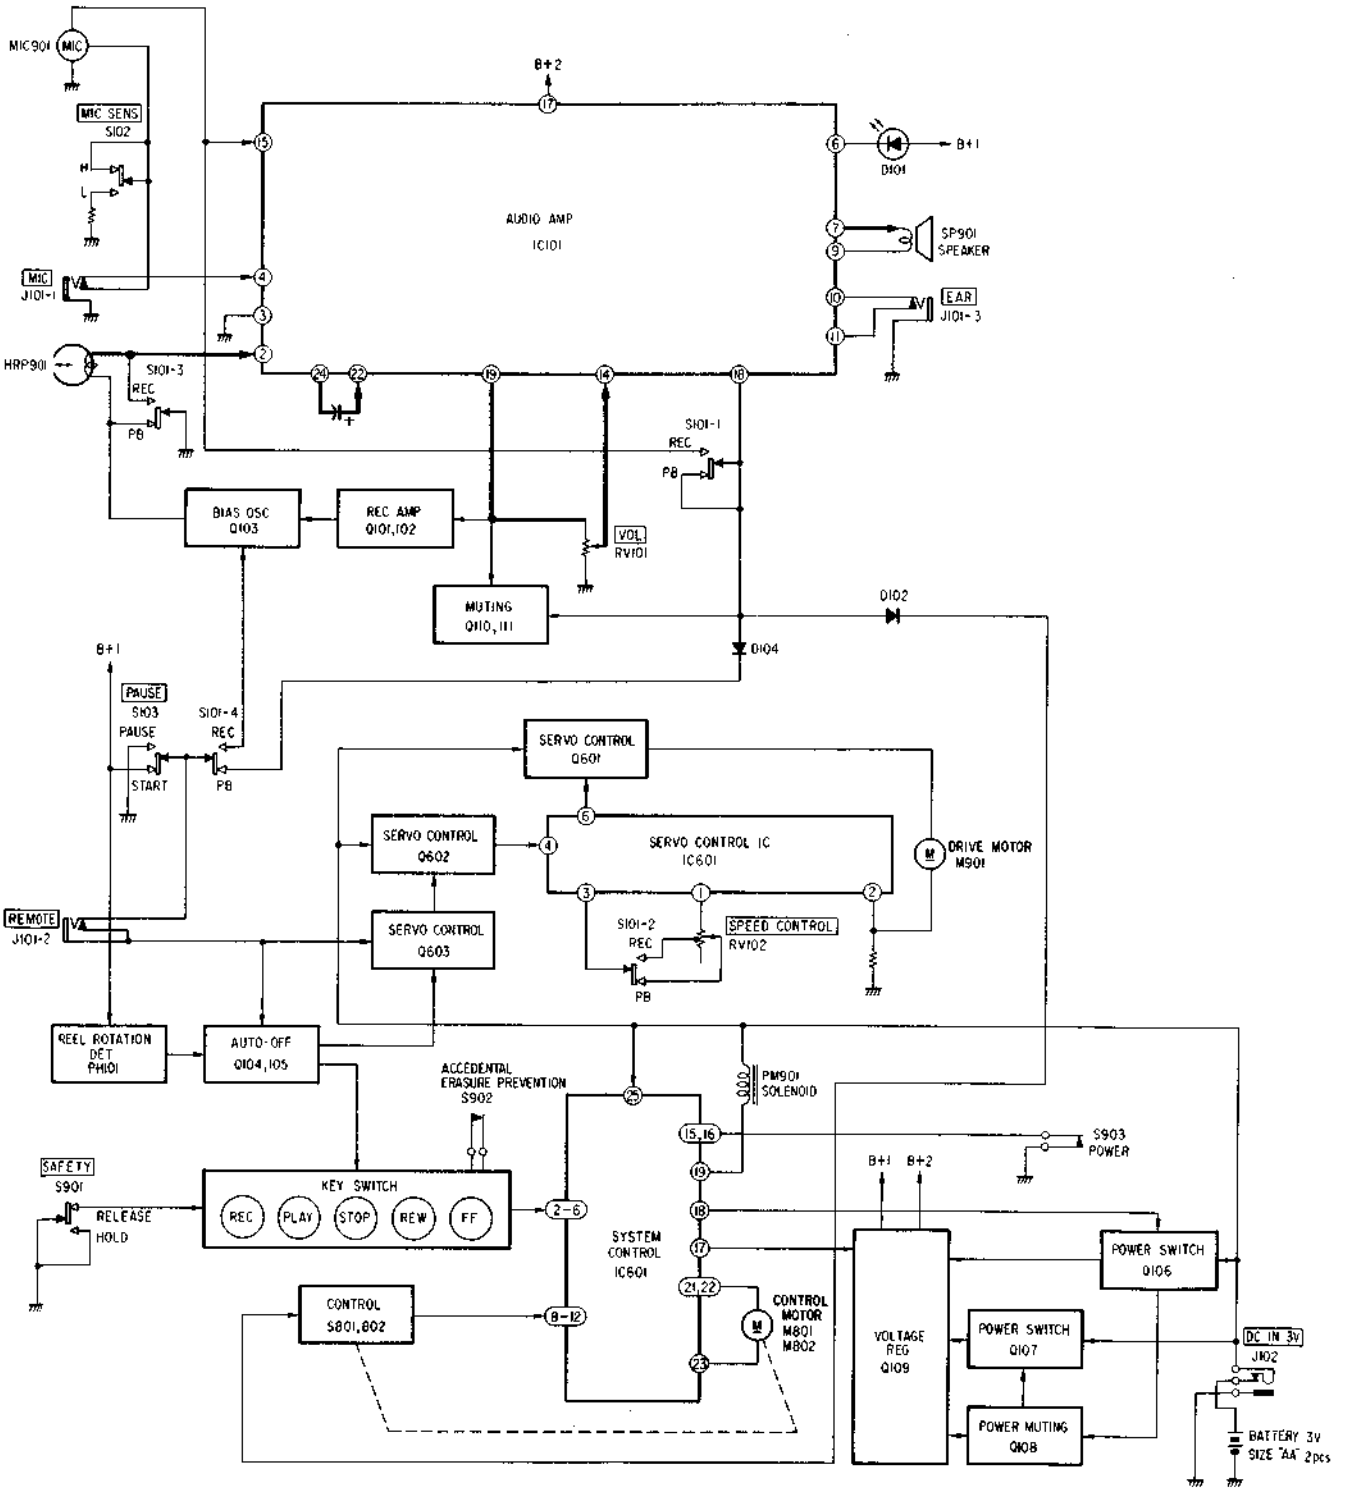 B+2
MIC901
MIC
17
MIC SENS
S102
15
6
B+1
D101
H
L
AUDIO AMP
IC101
7
9
SP901
SPEAKER
MIC
J101-1
4
10
EAR
J101-3
3
11
HRP901
2
S101-3
REC
PB
24
22
19
14
18
+
S101-1
REC
PB
BIAS OSC
Q103
REC AMP
Q101,102
VOL
RV101
MUTING
Q110,111
D102
D104
B+1
PAUSE
S103
PAUSE
START
S101-4
REC
PB
SERVO CONTROL
Q601
6
SERVO CONTROL
Q602
4
SERVO CONTROL IC
IC601
M
DRIVE MOTOR
M901
3
1
2
REMOTE
J101-2
SERVO CONTROL
Q603
S101-2
REC
PB
SPEED CONTROL
RV102
REEL ROTATION
DET
PH101
AUTO-OFF
Q104,105
ACCEDENTAL
ERASURE PREVENTION
S902
25
PM901
SOLENOID
15,16
S903
POWER
19
B+1
B+2
SAFETY
S901
RELEASE
HOLD
KEY SWITCH
REC
PLAY
STOP
REW
FF
2-6
18
SYSTEM
CONTROL
IC601
17
POWER SWITCH
Q106
21,22
CONTROL
S801,802
8-12
CONTROL
MOTOR
M801
M802
M
23
VOLTAGE
REG
Q109
POWER SWITCH
Q107
DC IN 3V
J102
POWER MUTING
Q108
BATTERY 3V
SIZE "AA" 2pcs